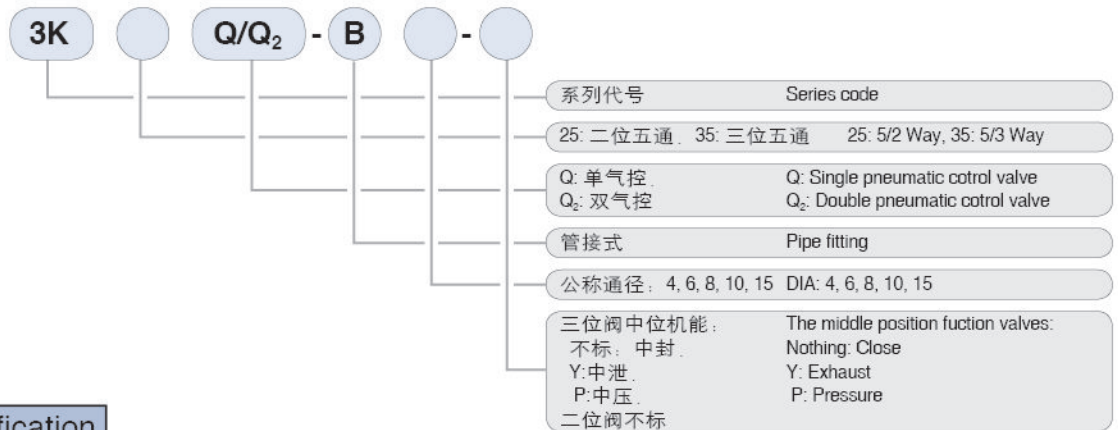 3K Q/Q₂ - B -
系列代号 Series code
25: 二位五通. 35: 三位五通 25: 5/2 Way, 35: 5/3 Way
Q: 单气控. Q: Single pneumatic cotrol valve
Q₂: 双气控 Q₂: Double pneumatic cotrol valve
管接式 Pipe fitting
公称通径: 4, 6, 8, 10, 15 DIA: 4, 6, 8, 10, 15
三位阀中位机能: The middle position fuction valves:
不标: 中封. Nothing: Close
Y:中泄. Y: Exhaust
P:中压. P: Pressure
二位阀不标
fication